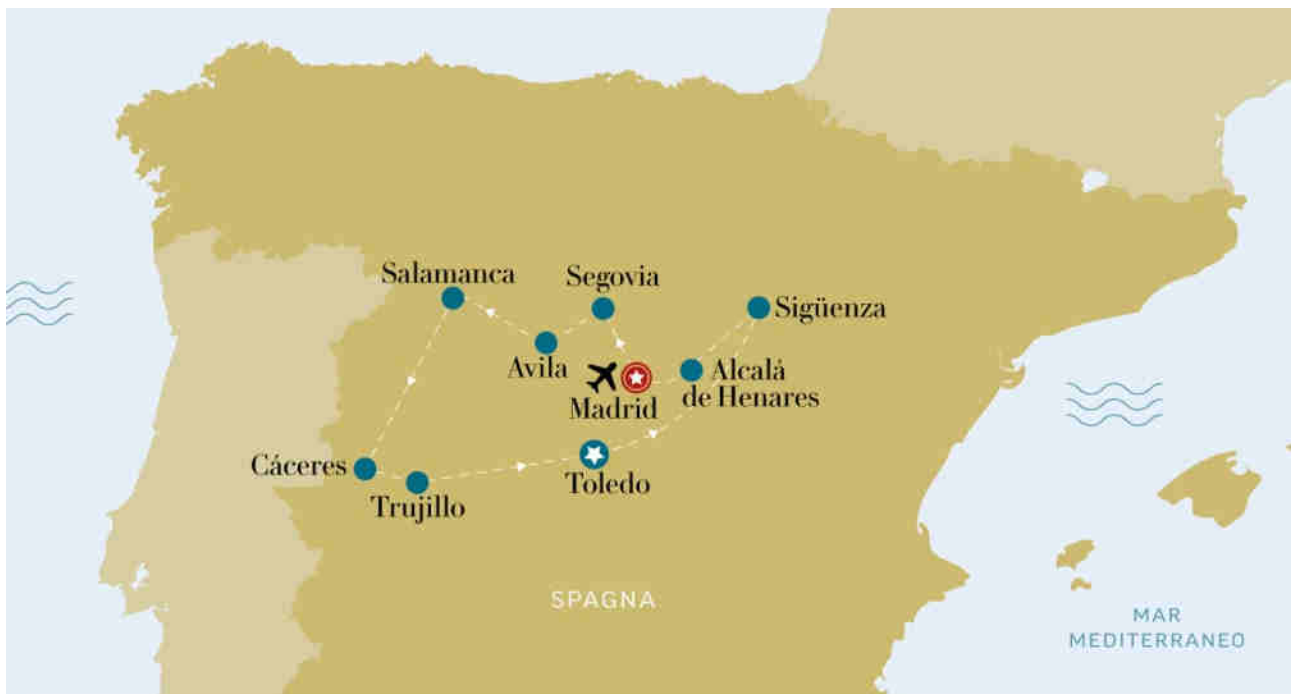 Salamanca
Segovia
Sigüenza
Avila
Alcalá
de Henares
Madrid
Cáceres
Toledo
Trujillo
SPAGNA
MAR
MEDITERRANEO